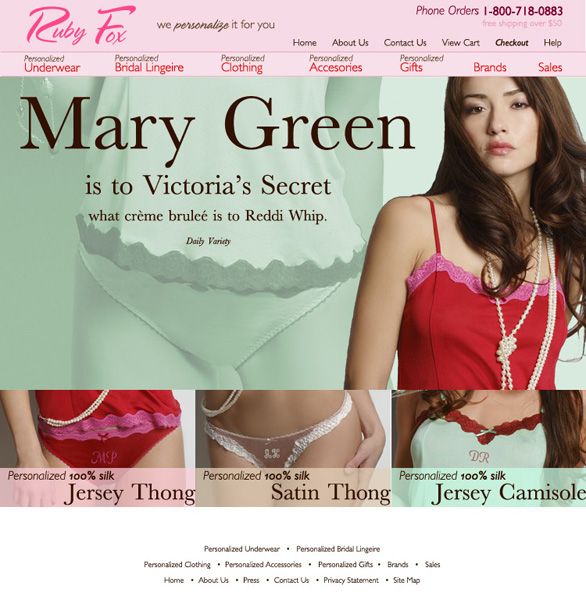 Ruby Fox
we personalize it for you
Phone Orders 1-800-718-0883
free shipping over $50
Home About Us Contact Us View Cart Checkout Help
Personalized Underwear
Personalized Bridal Lingeire
Personalized Clothing
Personalized Accesories
Personalized Gifts
Brands
Sales
Mary Green
is to Victoria's Secret
what crème bruleé is to Reddi Whip.
Daily Variety
MP
DR
Personalized 100% silk
Jersey Thong
Personalized 100% silk
Satin Thong
Personalized 100% silk
Jersey Camisole
Personalized Underwear • Personalized Bridal Lingeire
Personalized Clothing • Personalized Accessories • Personalized Gifts • Brands • Sales
Home • About Us • Press • Contact Us • Privacy Statement • Site Map